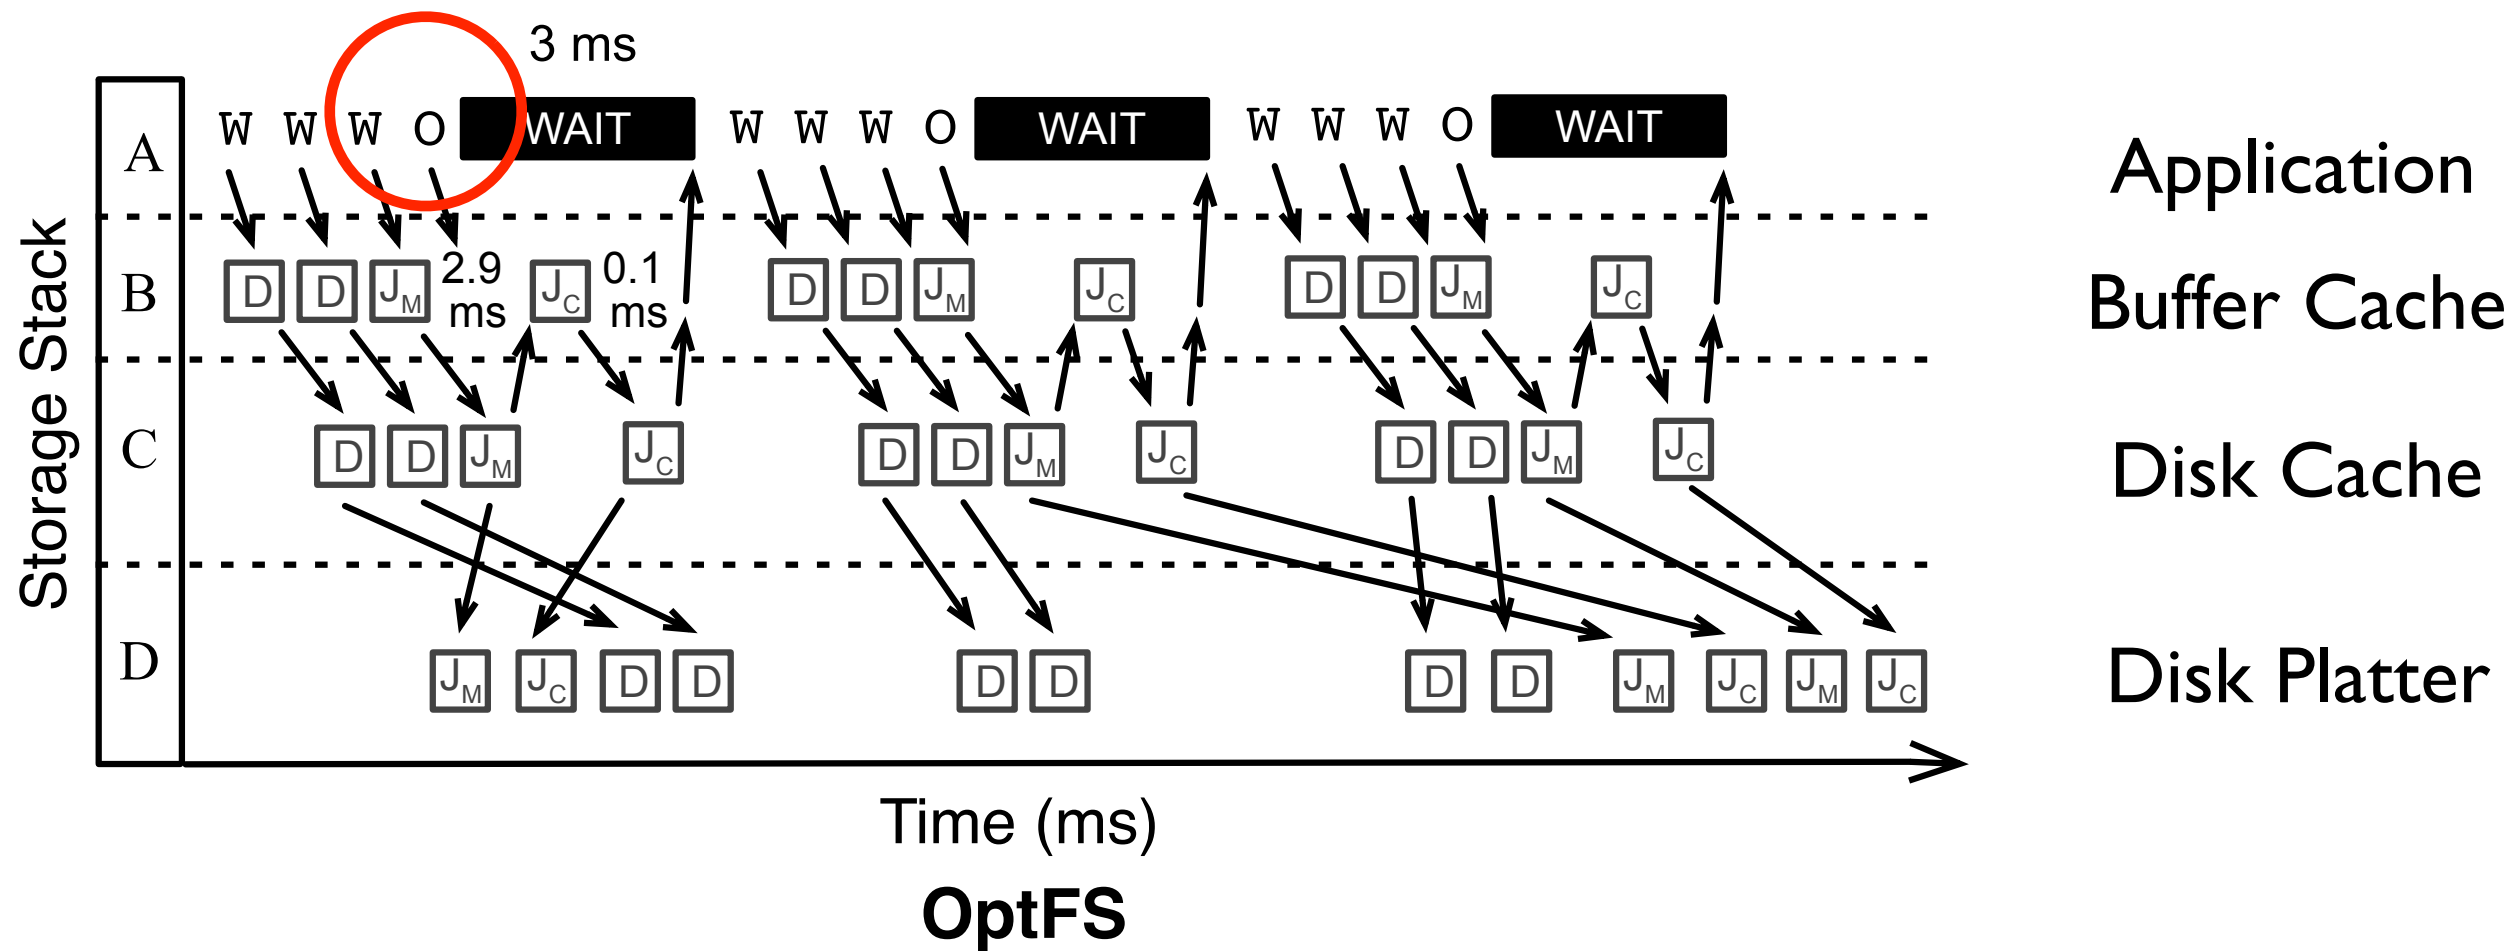 3 ms
A W W W O WAIT W W W O WAIT W W W O WAIT Application
Storage Stack
B D D JM 2.9 ms JC 0.1 ms D D JM JC D D JM JC Buffer Cache
C D D JM JC D D JM JC D D JM JC Disk Cache
D JM JC D D D D D D JM JC JM JC Disk Platter
Time (ms)
OptFS